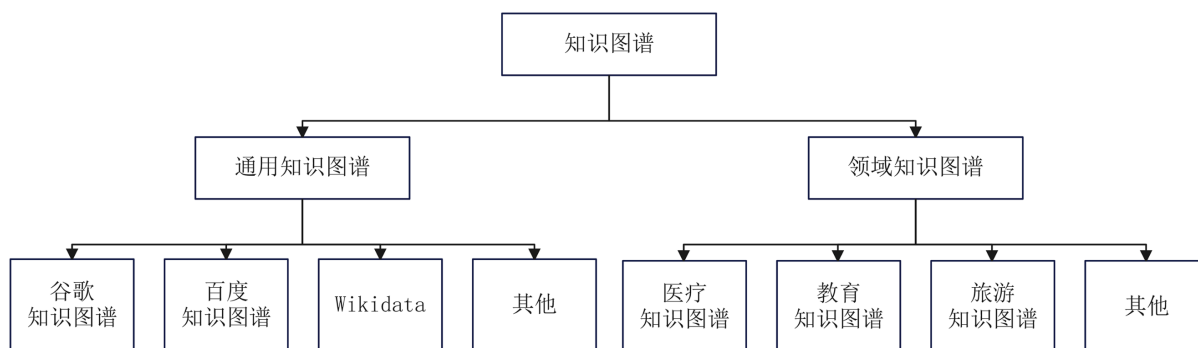 知识图谱
通用知识图谱
领域知识图谱
谷歌
知识图谱
百度
知识图谱
Wikidata
其他
医疗
知识图谱
教育
知识图谱
旅游
知识图谱
其他